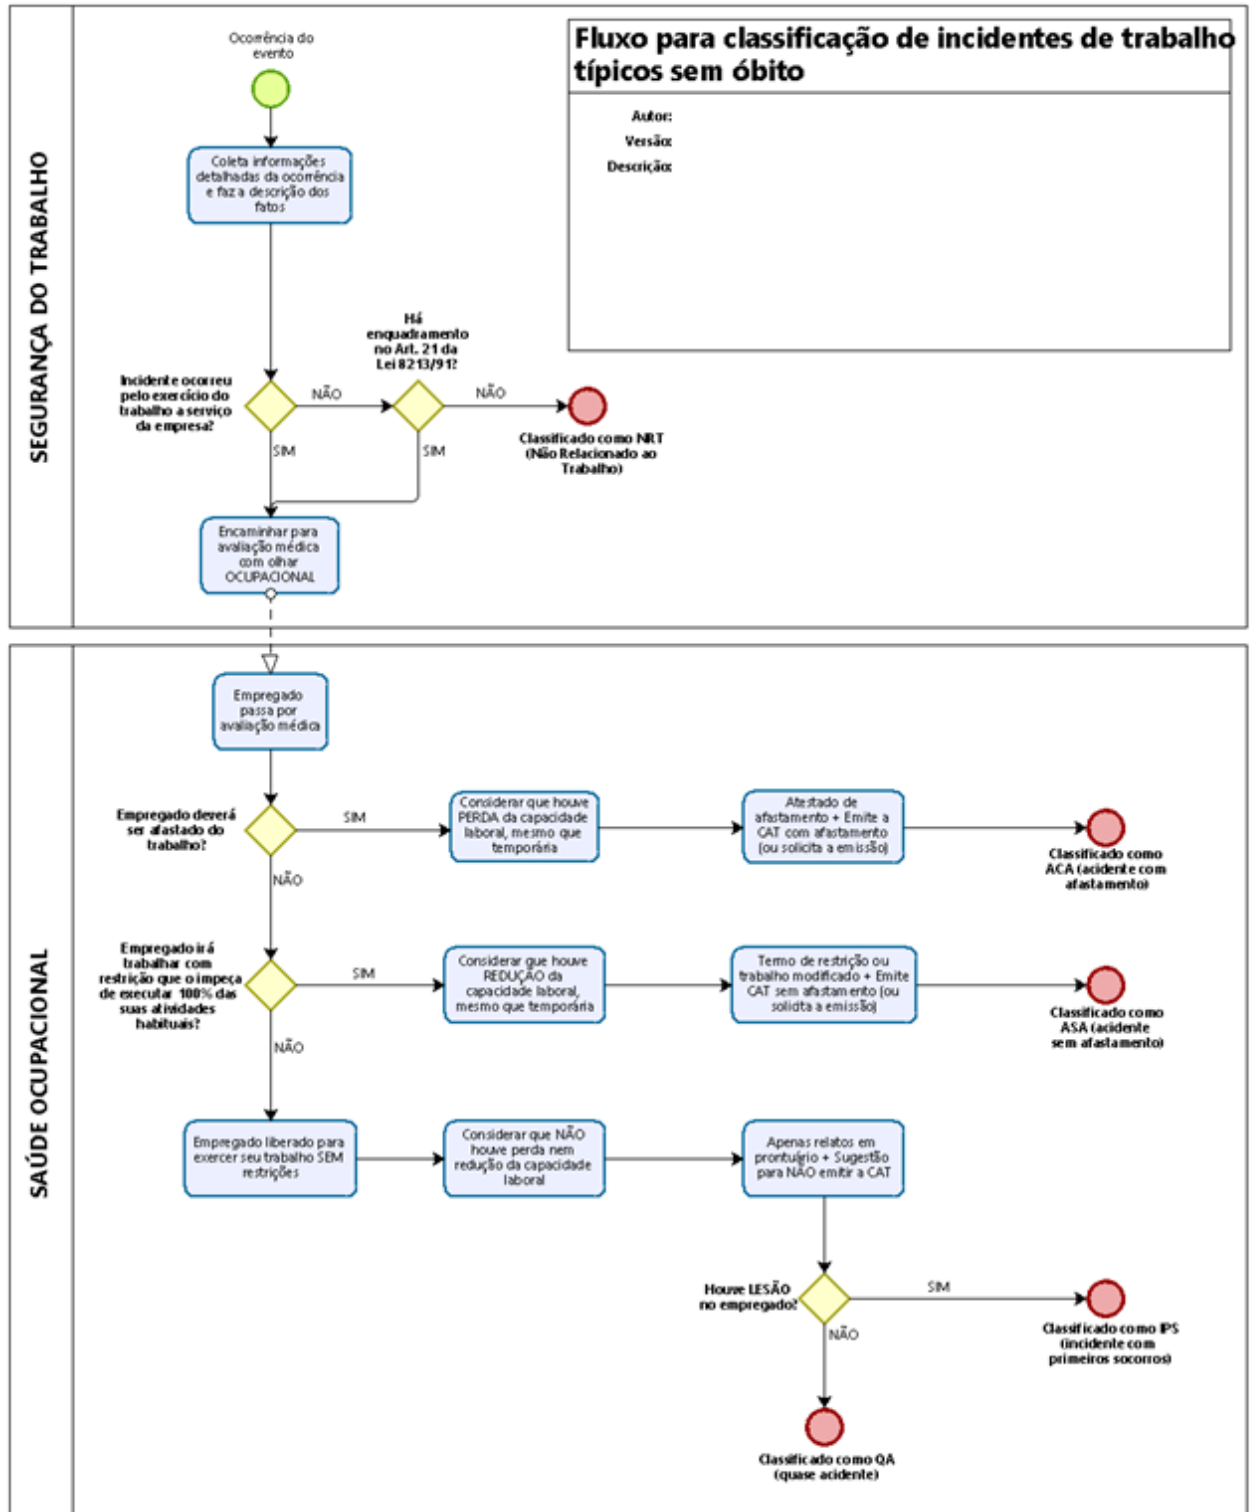 Fluxo para classificação de incidentes de trabalho
típicos sem óbito
Autor:
Versão:
Descrição:
SEGURANÇA DO TRABALHO
Ocorrência do
evento
Coleta informações
detalhadas da ocorrência
e faz a descrição dos
fatos
Incidente ocorreu
pelo exercício do
trabalho a serviço
da empresa?
NÃO
SIM
Há
enquadramento
no Art. 21 da
Lei 8213/91?
NÃO
SIM
Classificado como NRT
(Não Relacionado ao
Trabalho)
Encaminhar para
avaliação médica
com olhar
OCUPACIONAL
SAÚDE OCUPACIONAL
Empregado
passa por
avaliação médica
Empregado deverá
ser afastado do
trabalho?
SIM
NÃO
Considerar que houve
PERDA da capacidade
laboral, mesmo que
temporária
Atestado de
afastamento + Emite a
CAT com afastamento
(ou solicita a emissão)
Classificado como
ACA (acidente com
afastamento)
Empregado irá
trabalhar com
restrição que o impeça
de executar 100% das
suas atividades
habituais?
SIM
NÃO
Considerar que houve
REDUÇÃO da
capacidade laboral,
mesmo que temporária
Termo de restrição ou
trabalho modificado + Emite
CAT sem afastamento (ou
solicita a emissão)
Classificado como
ASA (acidente
sem afastamento)
Empregado liberado para
exercer seu trabalho SEM
restrições
Considerar que NÃO
houve perda nem
redução da capacidade
laboral
Apenas relatos em
prontuário + Sugestão
para NÃO emitir a CAT
Houve LESÃO
no empregado?
SIM
NÃO
Classificado como IPS
(incidente com
primeiros socorros)
Classificado como QA
(quase acidente)